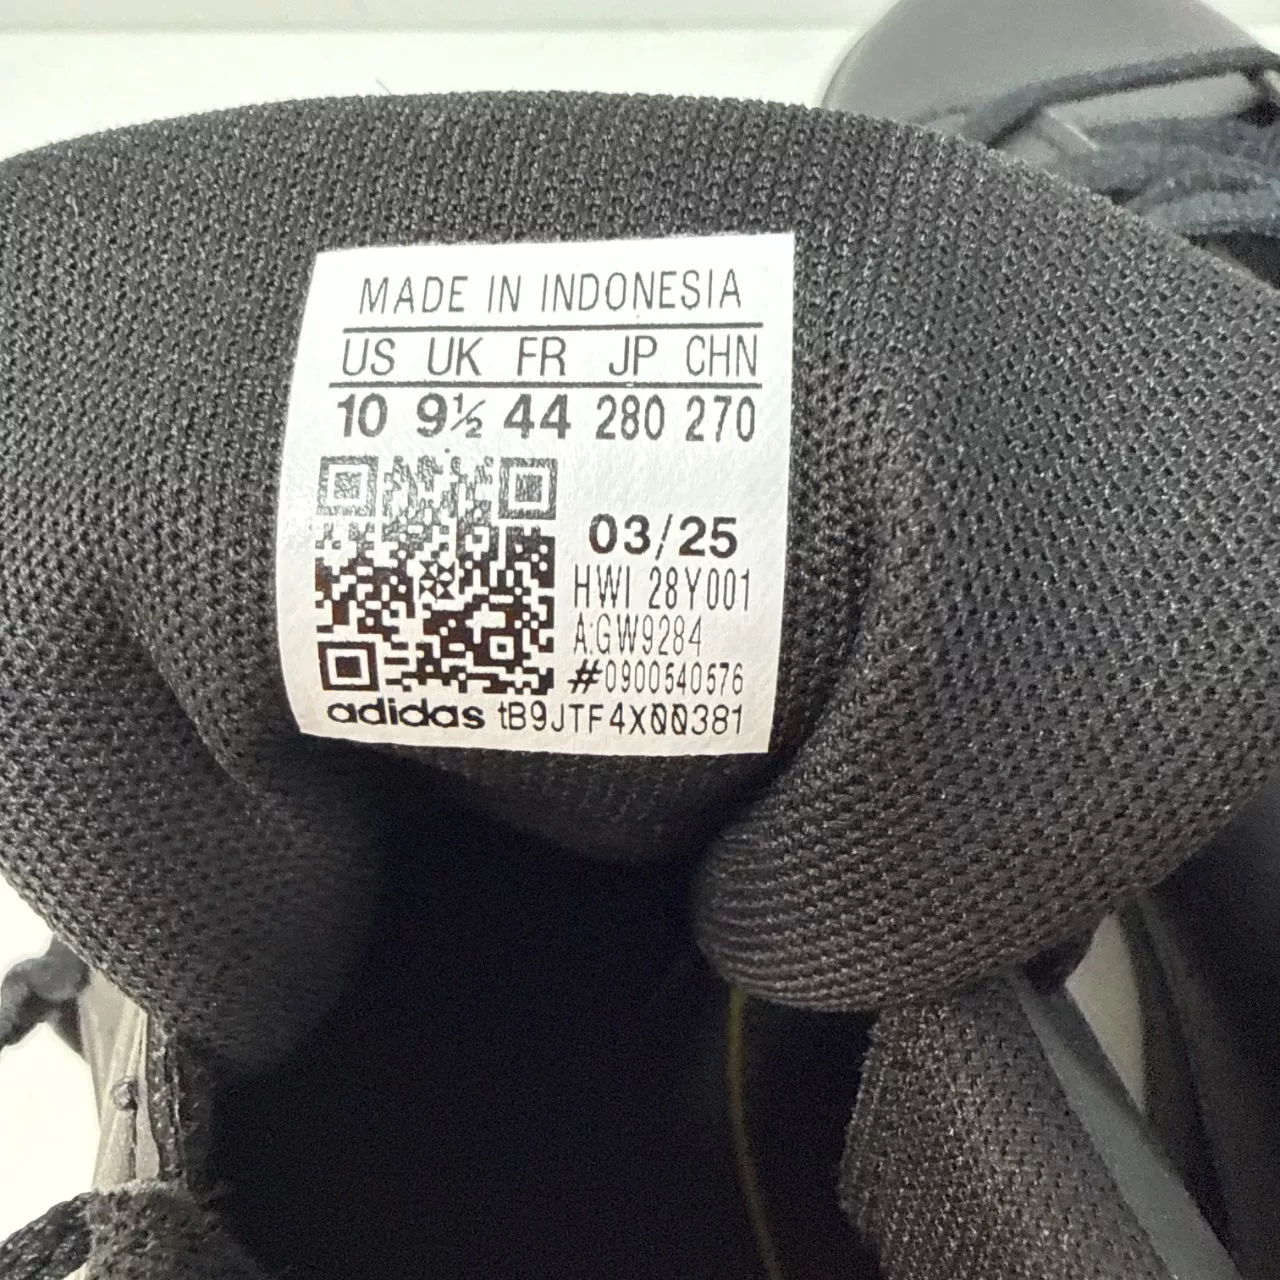 MADE IN INDONESIA
US UK FR JP CHN
10 9½ 44 280 270
03/25
HWI 28Y001
A:GW9284
#0900540576
adidas tB9JTF4X00381